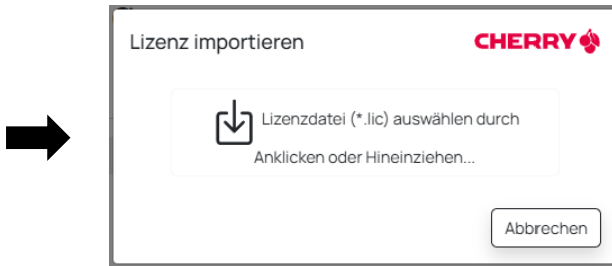 Lizenz importieren
CHERRY
Lizenzdatei (*.lic) auswählen durch
Anklicken oder Hineinziehen...
Abbrechen